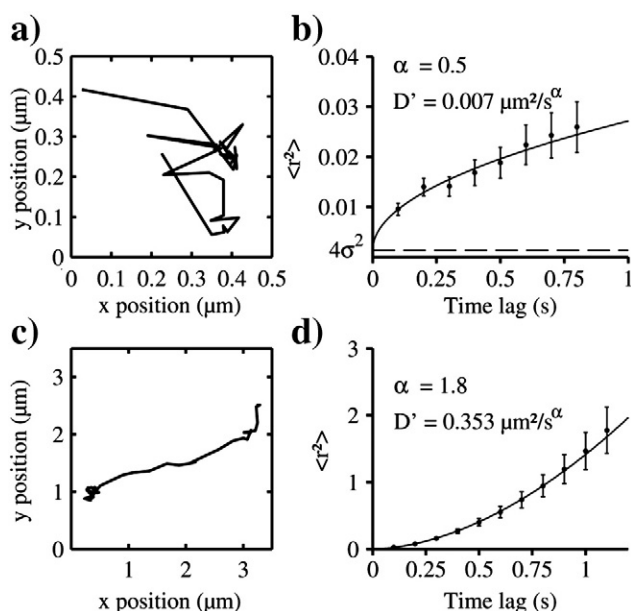 a)
0.5
0.4
0.3
0.2
0.1
0
y position (μm)
0 0.1 0.2 0.3 0.4 0.5
x position (μm)
b)
0.04
0.03
0.02
0.01
4σ²
<r²>
α = 0.5
D' = 0.007 μm²/s^α
0 0.25 0.5 0.75 1
Time lag (s)
c)
3
2
1
0
y position (μm)
1 2 3
x position (μm)
d)
3
2
1
0
<r²>
α = 1.8
D' = 0.353 μm²/s^α
0 0.25 0.5 0.75 1
Time lag (s)